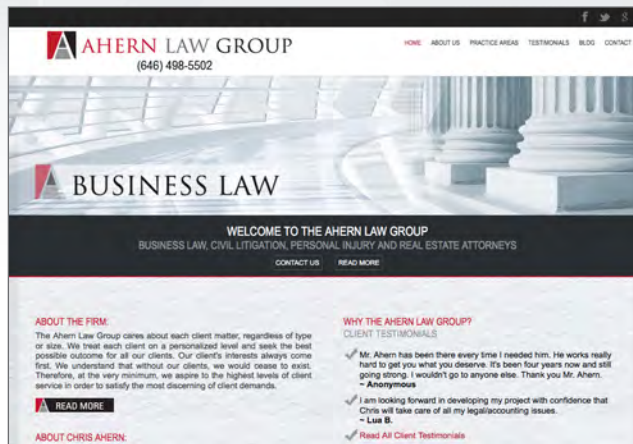 AHERN LAW GROUP
(646) 498-5502
HOME ABOUT US PRACTICE AREAS TESTIMONIALS BLOG CONTACT
BUSINESS LAW
WELCOME TO THE AHERN LAW GROUP
BUSINESS LAW, CIVIL LITIGATION, PERSONAL INJURY AND REAL ESTATE ATTORNEYS
CONTACT US READ MORE
ABOUT THE FIRM:
The Ahern Law Group cares about each client matter, regardless of type
or size. We treat each client on a personalized level and seek the best
possible outcome for all our clients. Our client's interests always come
first. We understand that without our clients, we would cease to exist.
Therefore, at the very minimum, we aspire to the highest levels of client
service in order to satisfy the most discerning of client demands.
READ MORE
ABOUT CHRIS AHERN:
WHY THE AHERN LAW GROUP?
CLIENT TESTIMONIALS
Mr. Ahern has been there every time I needed him. He works really
hard to get you what you deserve. It's been four years now and still
going strong. I wouldn't go to anyone else. Thank you Mr. Ahern.
~ Anonymous
I am looking forward in developing my project with confidence that
Chris will take care of all my legal/accounting issues.
~ Lua B.
Read All Client Testimonials